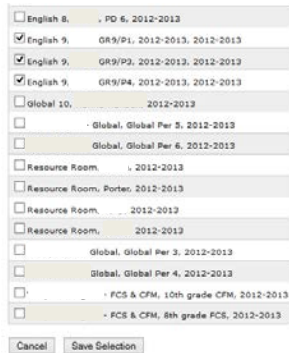 English 8, , PD 6, 2012-2013
English 9, GR9/P1, 2012-2013, 2012-2013
English 9, GR9/P3, 2012-2013, 2012-2013
English 9, GR9/P4, 2012-2013, 2012-2013
Global 10, 2012-2013
- Global, Global Per 5, 2012-2013
Global, Global Per 6, 2012-2013
Resource Room, , 2012-2013
Resource Room, Porter, 2012-2013
Resource Room, 2012-2013
Resource Room, 2012-2013
Global, Global Per 3, 2012-2013
Global, Global Per 4, 2012-2013
- FCS & CFM, 10th grade CFM, 2012-2013
- FCS & CFM, 8th grade FCS, 2012-2013
Cancel Save Selection